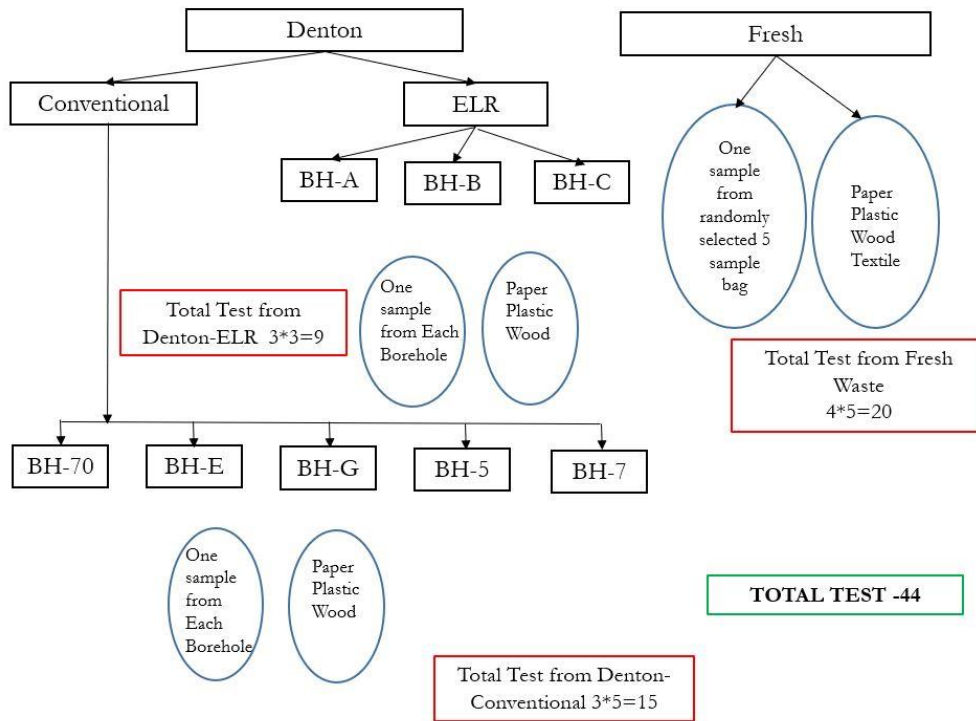 Denton
Fresh
Conventional
ELR
BH-A
BH-B
BH-C
One
sample
from
randomly
selected 5
sample
bag
Paper
Plastic
Wood
Textile
Total Test from
Denton-ELR 3*3=9
One
sample
from Each
Borehole
Paper
Plastic
Wood
Total Test from Fresh
Waste
4*5=20
BH-70
BH-E
BH-G
BH-5
BH-7
One
sample
from
Each
Borehole
Paper
Plastic
Wood
TOTAL TEST -44
Total Test from Denton-
Conventional 3*5=15